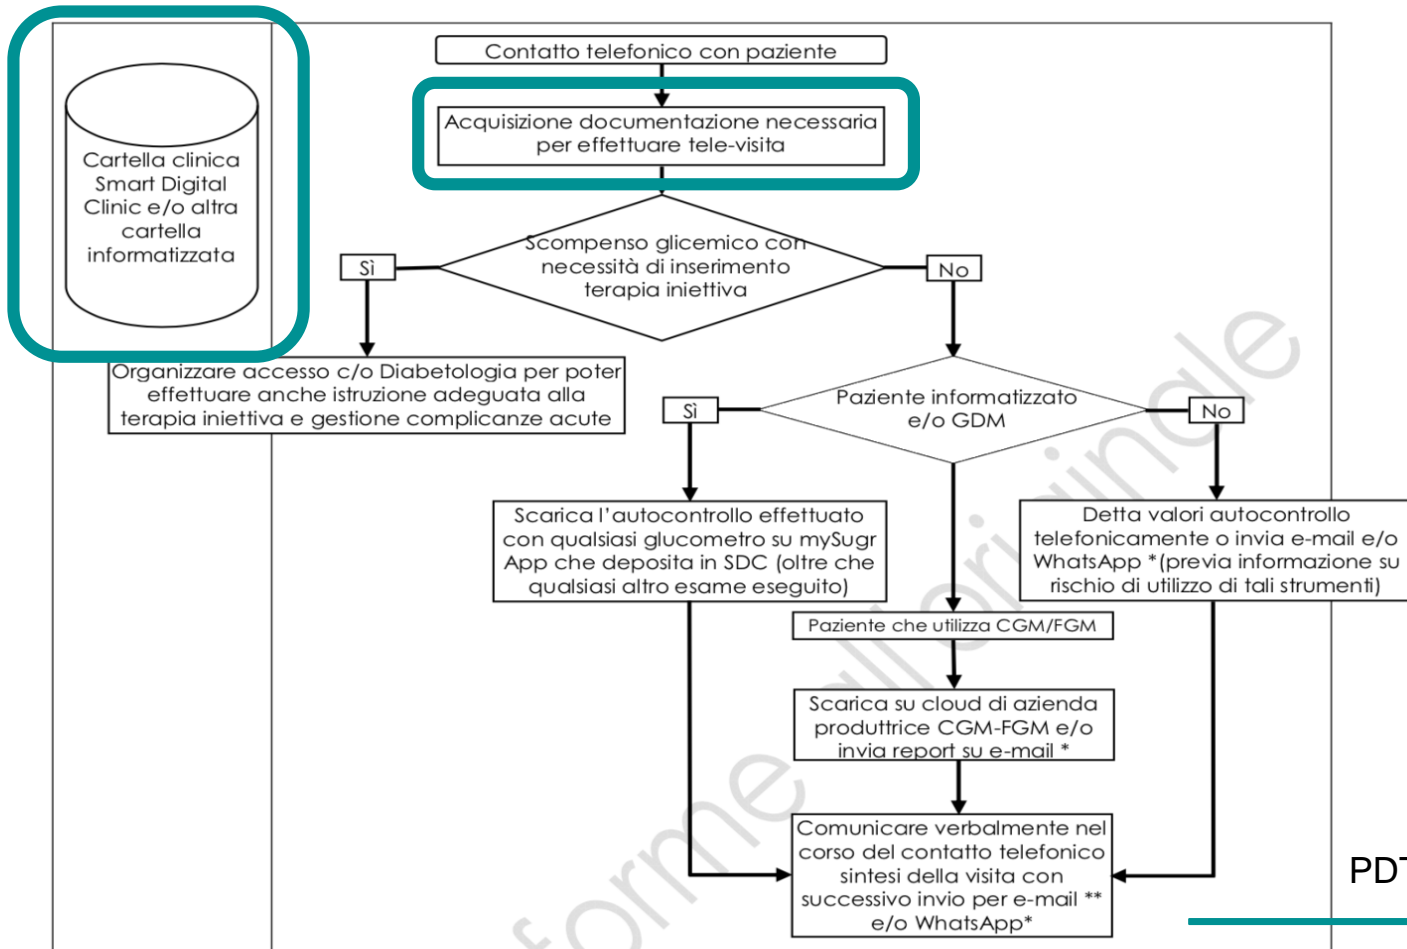 Contatto telefonico con paziente
Acquisizione documentazione necessaria
per effettuare tele-visita
Cartella clinica
Smart Digital
Clinic e/o altra
cartella
informatizzata
Scompenso glicemico con
necessità di inserimento
terapia iniettiva
Sì
No
Organizzare accesso c/o Diabetologia per poter
effettuare anche istruzione adeguata alla
terapia iniettiva e gestione complicanze acute
Paziente informatizzato
e/o GDM
Sì
No
Scarica l'autocontrollo effettuato
con qualsiasi glucometro su mySugr
App che deposita in SDC (oltre che
qualsiasi altro esame eseguito)
Detta valori autocontrollo
telefonicamente o invia e-mail e/o
WhatsApp *(previa informazione su
rischio di utilizzo di tali strumenti)
Paziente che utilizza CGM/FGM
Scarica su cloud di azienda
produttrice CGM-FGM e/o
invia report su e-mail *
Comunicare verbalmente nel
corso del contatto telefonico
sintesi della visita con
successivo invio per e-mail **
e/o WhatsApp*
orme all'originale
PDT